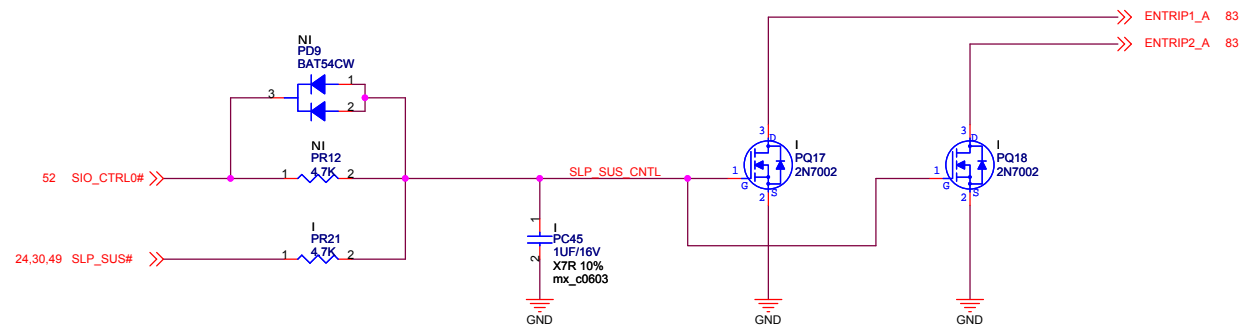 ENTRIP1_A 83
ENTRIP2_A 83
NI
PD9
BAT54CW
1
3
2
NI
PR12
4.7K
52 SIO_CTRL0#
1
2
SLP_SUS_CNTL
I
PR21
4.7K
24,30,49 SLP_SUS#
1
2
1
I
PC45
1UF/16V
X7R 10%
mx_c0603
2
GND
3
D
I
PQ17
2N7002
1
G
2
S
GND
3
D
I
PQ18
2N7002
1
G
2
S
GND